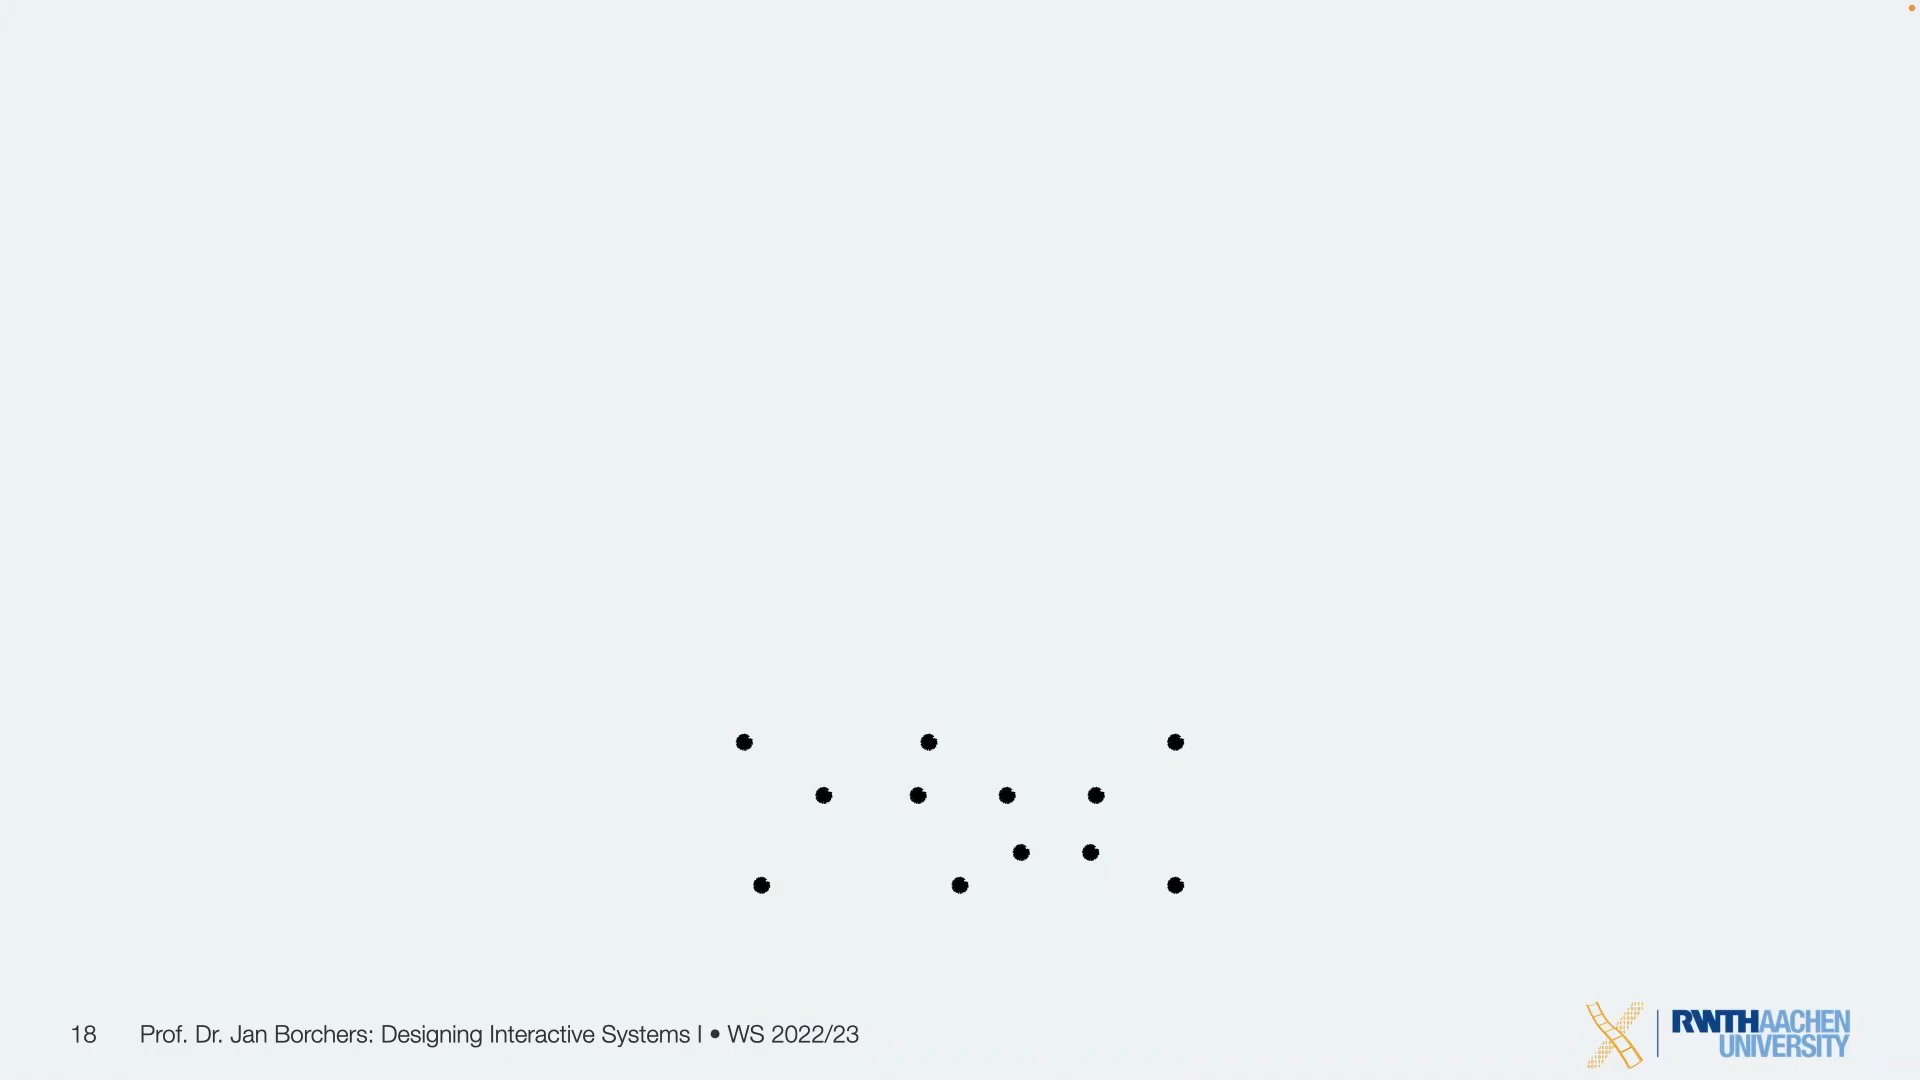 18 Prof. Dr. Jan Borchers: Designing Interactive Systems I • WS 2022/23
RWTHAACHEN
UNIVERSITY